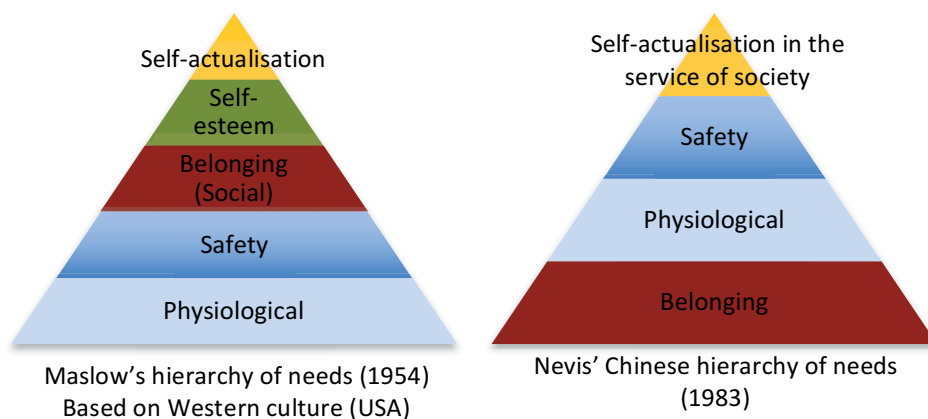 Self-actualisation
Self-
esteem
Belonging
(Social)
Safety
Physiological
Maslow's hierarchy of needs (1954)
Based on Western culture (USA)
Self-actualisation in the
service of society
Safety
Physiological
Belonging
Nevis' Chinese hierarchy of needs
(1983)